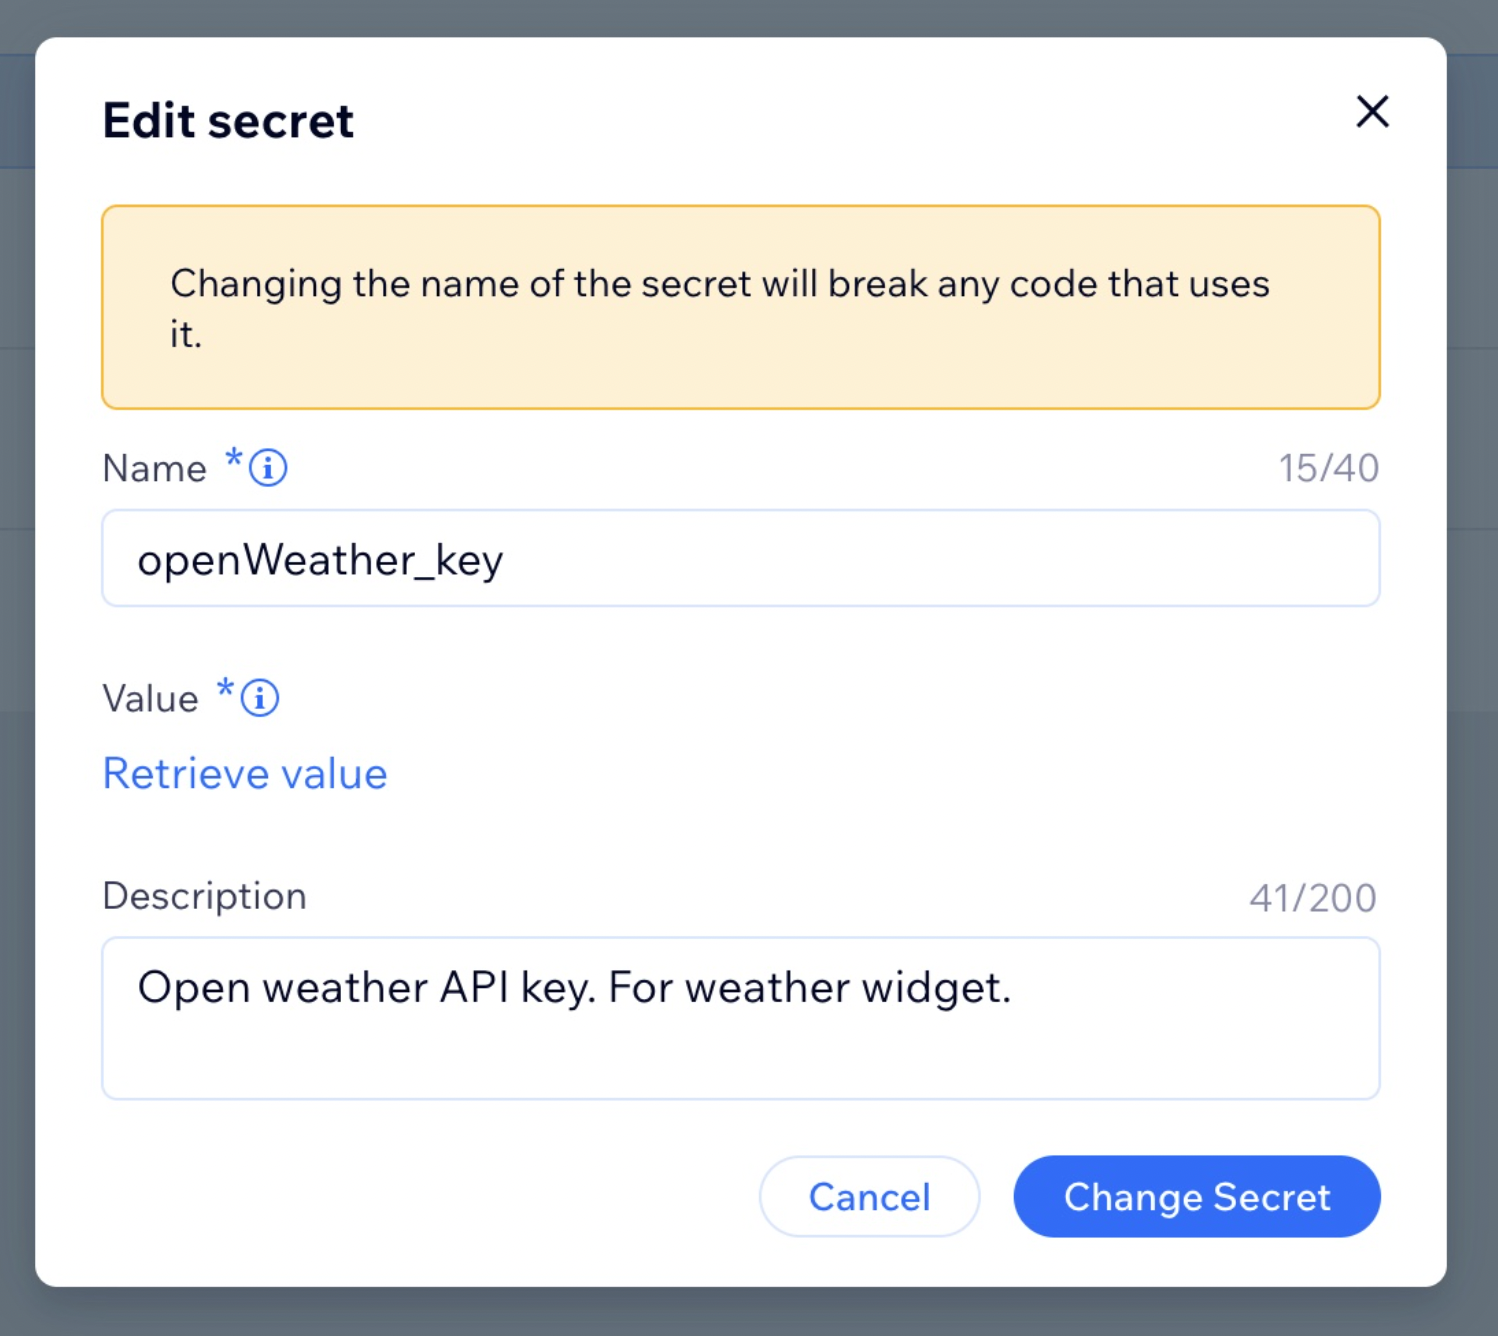 Edit secret
Changing the name of the secret will break any code that uses
it.
Name * 15/40
openWeather_key
Value *
Retrieve value
Description 41/200
Open weather API key. For weather widget.
Cancel Change Secret